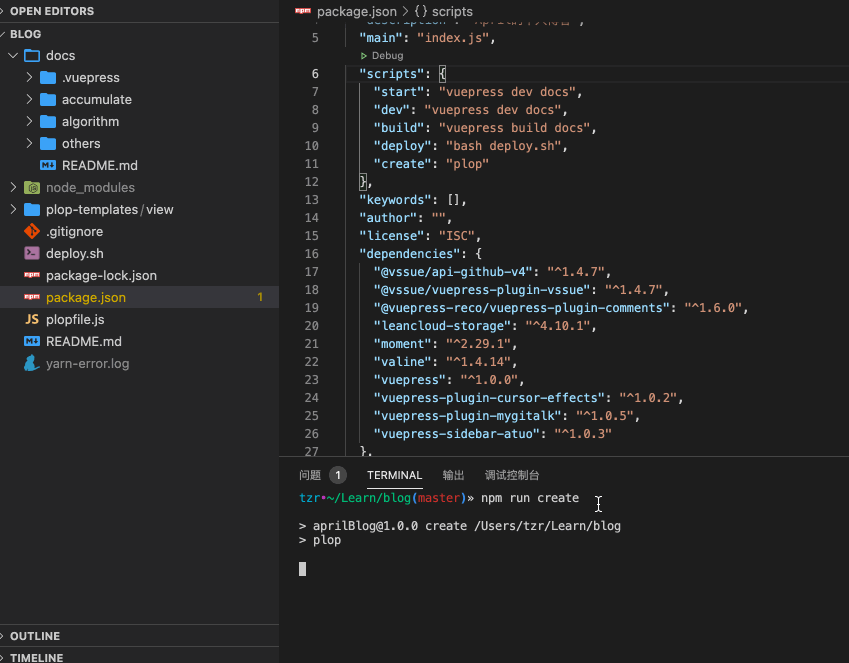 OPEN EDITORS
BLOG
docs
.vuepress
accumulate
algorithm
others
README.md
node_modules
plop-templates/view
.gitignore
deploy.sh
npm package-lock.json
npm package.json 1
JS plopfile.js
README.md
yarn-error.log
OUTLINE
TIMELINE
npm package.json > {} scripts
5 "main": "index.js",
Debug
6 "scripts": {
7 "start": "vuepress dev docs",
8 "dev": "vuepress dev docs",
9 "build": "vuepress build docs",
10 "deploy": "bash deploy.sh",
11 "create": "plop"
12 },
13 "keywords": [],
14 "author": "",
15 "license": "ISC",
16 "dependencies": {
17 "@vssue/api-github-v4": "^1.4.7",
18 "@vssue/vuepress-plugin-vssue": "^1.4.7",
19 "@vuepress-reco/vuepress-plugin-comments": "^1.6.0",
20 "leancloud-storage": "^4.10.1",
21 "moment": "^2.29.1",
22 "valine": "^1.4.14",
23 "vuepress": "^1.0.0",
24 "vuepress-plugin-cursor-effects": "^1.0.2",
25 "vuepress-plugin-mygitalk": "^1.0.5",
26 "vuepress-sidebar-atuo": "^1.0.3"
27 },
问题 1 TERMINAL 输出 调试控制台
tzr▪~/Learn/blog(master)» npm run create
> aprilBlog@1.0.0 create /Users/tzr/Learn/blog
> plop